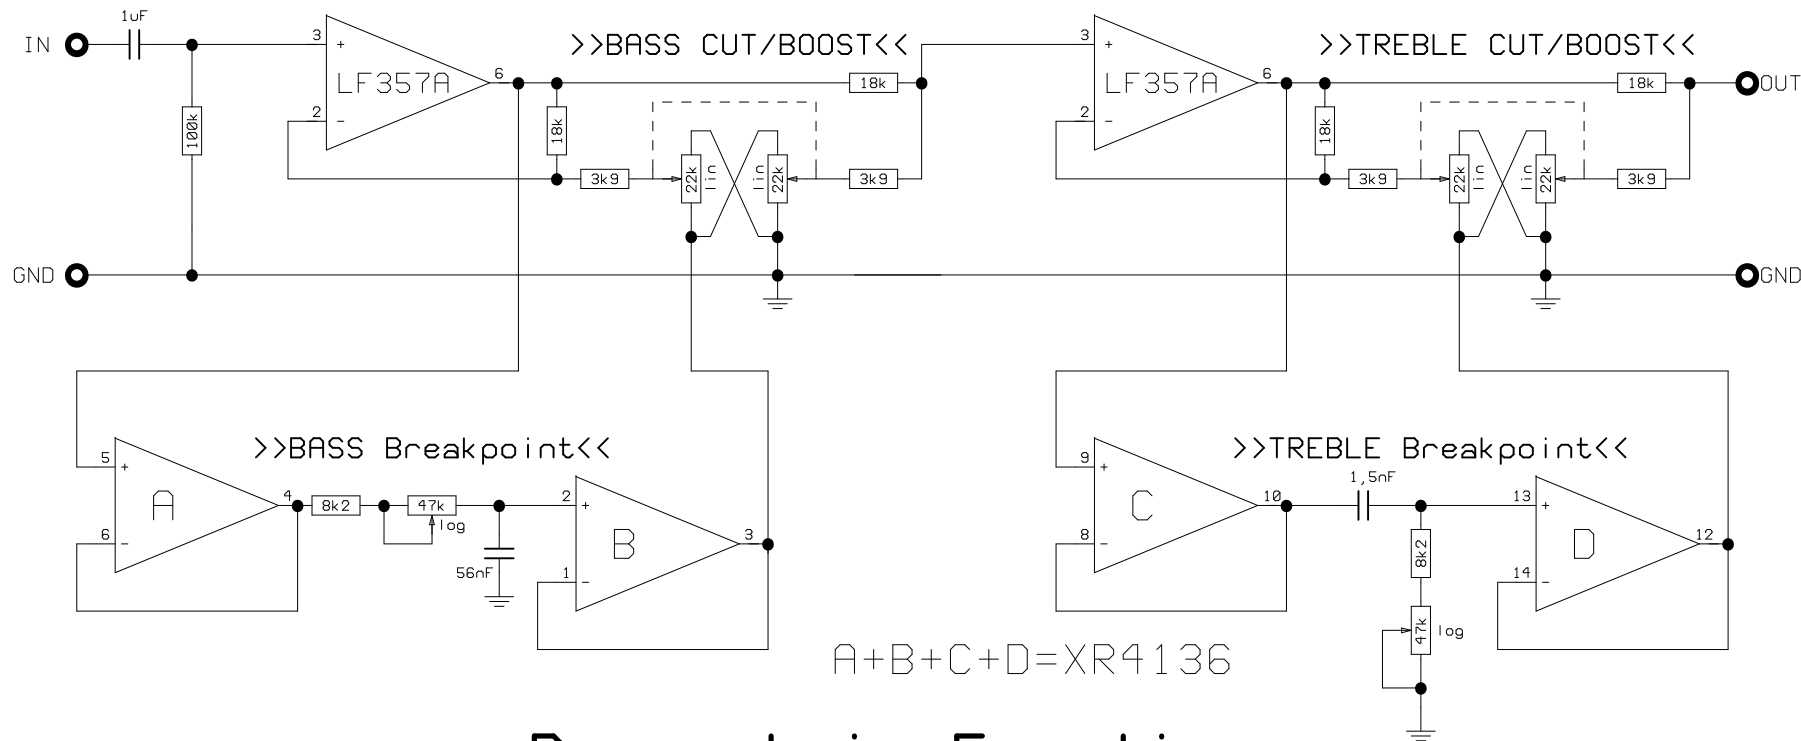 1uF
IN
3
+
LF357A
6
2
-
100k
>>BASS CUT/BOOST<<
18k
18k
3k9
22k
lin
lin
22k
3k9
3
+
LF357A
6
2
-
>>TREBLE CUT/BOOST<<
18k
OUT
18k
3k9
22k
lin
lin
22k
3k9
GND
GND
>>BASS Breakpoint<<
5
+
A
4
6
-
8k2
47k
log
56nF
2
+
B
3
1
-
>>TREBLE Breakpoint<<
9
+
C
10
8
-
1,5nF
8k2
47k
log
13
+
D
12
14
-
A+B+C+D=XR4136